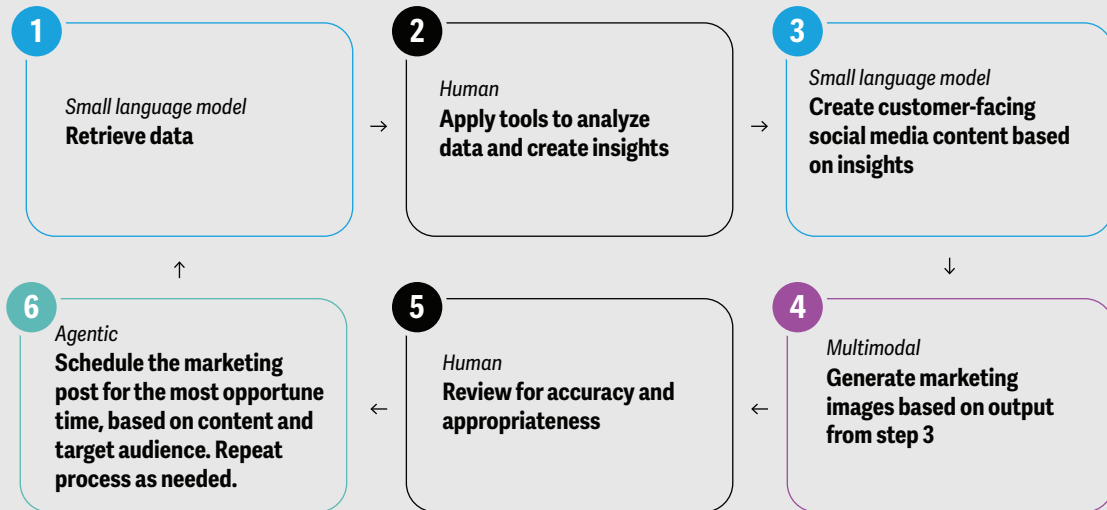 1
Small language model
Retrieve data
2
Human
Apply tools to analyze
data and create insights
3
Small language model
Create customer-facing
social media content based
on insights
4
Multimodal
Generate marketing
images based on output
from step 3
5
Human
Review for accuracy and
appropriateness
6
Agentic
Schedule the marketing
post for the most opportune
time, based on content and
target audience. Repeat
process as needed.